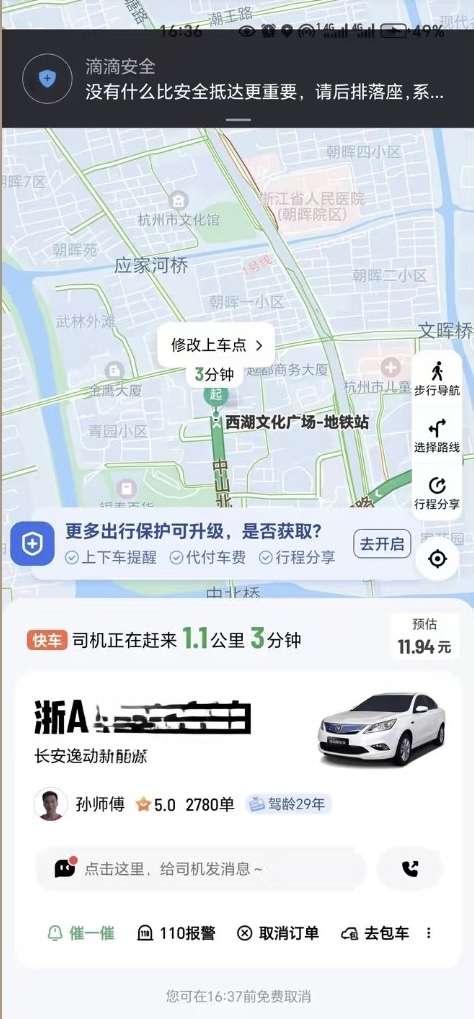 潮王路
16:36
49%
滴滴安全
没有什么比安全抵达更重要，请后排落座,系...
朝晖四小区
朝晖7区
浙江省人民医院
(朝晖院区)
杭州市文化馆
朝晖苑
应家河桥
1号线
朝晖二小区
朝晖一小区
武林外滩
文晖桥
修改上车点 >
3分钟
越都商务大厦
金鹰大厦
杭州市儿童
步行导航
起
西湖文化广场-地铁站
青园小区
选择路线
中山北
行程分享
更多出行保护可升级，是否获取？
上下车提醒 代付车费 行程分享
去开启
中北桥
快车 司机正在赶来 1.1公里 3分钟
预估
11.94 元
浙A
长安逸动新能源
孙师傅 5.0 2780单 驾龄29年
点击这里，给司机发消息~
催一催 110报警 取消订单 去包车
您可在16:37前免费取消